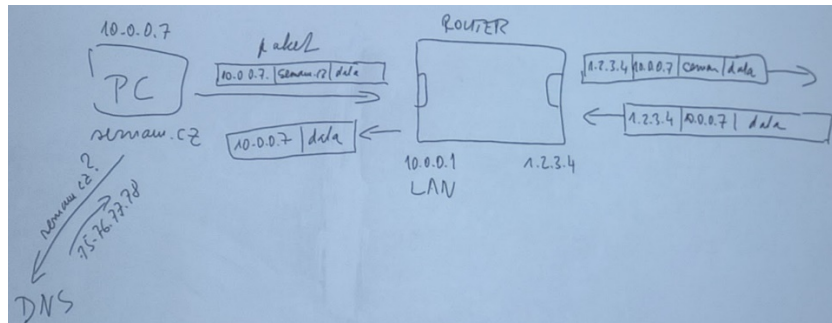 10.0.0.7
PC
seznam.cz
paket
10.0.0.7. | seznam.cz | data
10.0.0.7 | data
ROUTER
10.0.0.1
LAN
1.2.3.4
1.2.3.4 | 10.0.0.7 | seznam | data
1.2.3.4 | 10.0.0.7 | data
seznam.cz?
75.76.77.78
DNS